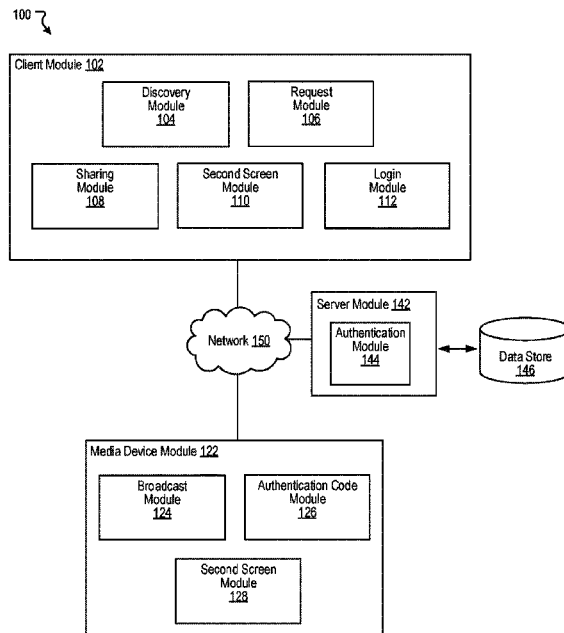 100
Client Module 102
Discovery
Module
104
Request
Module
106
Sharing
Module
108
Second Screen
Module
110
Login
Module
112
Network 150
Server Module 142
Authentication
Module
144
Data Store
146
Media Device Module 122
Broadcast
Module
124
Authentication Code
Module
126
Second Screen
Module
128